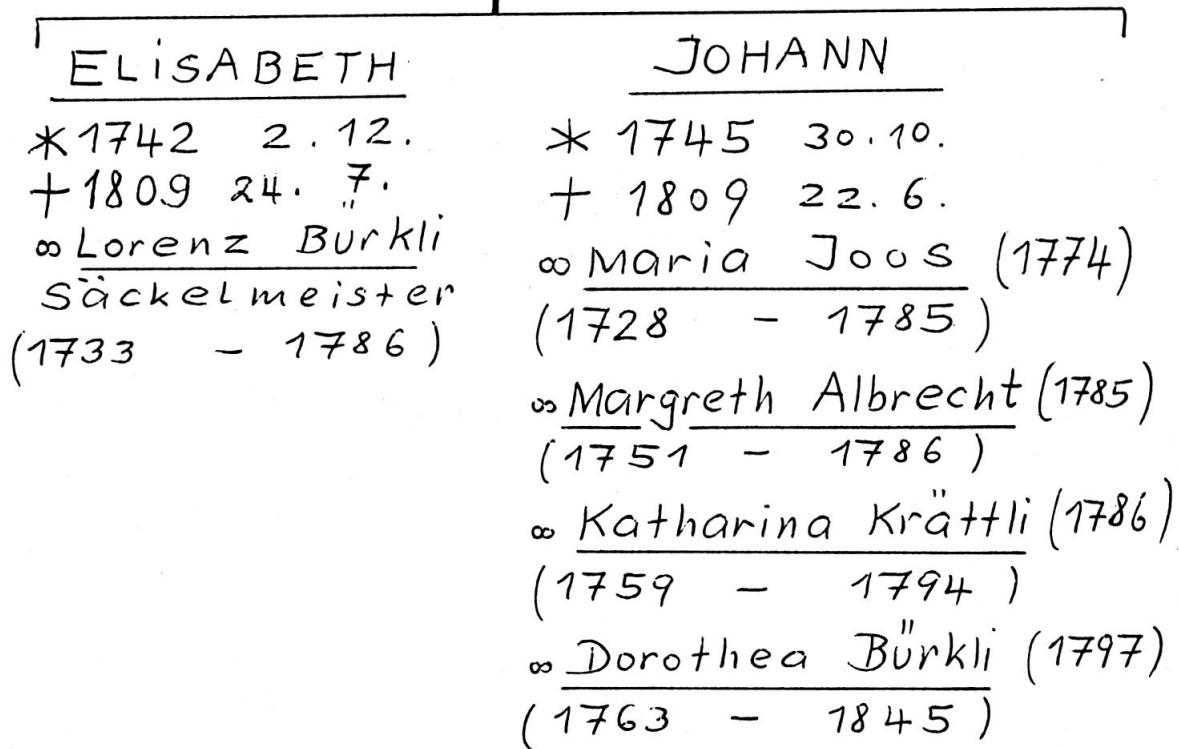 ELiSABETH
*1742 2.12.
+1809 24. 7.
∞ Lorenz Bürkli
Säckelmeister
(1733 - 1786)
JOHANN
* 1745 30.10.
+ 1809 22. 6.
∞ Maria Joos (1774)
(1728 - 1785)
∞ Margreth Albrecht (1785)
(1751 - 1786)
∞ Katharina Krättli (1786)
(1759 - 1794)
∞ Dorothea Bürkli (1797)
(1763 - 1845)